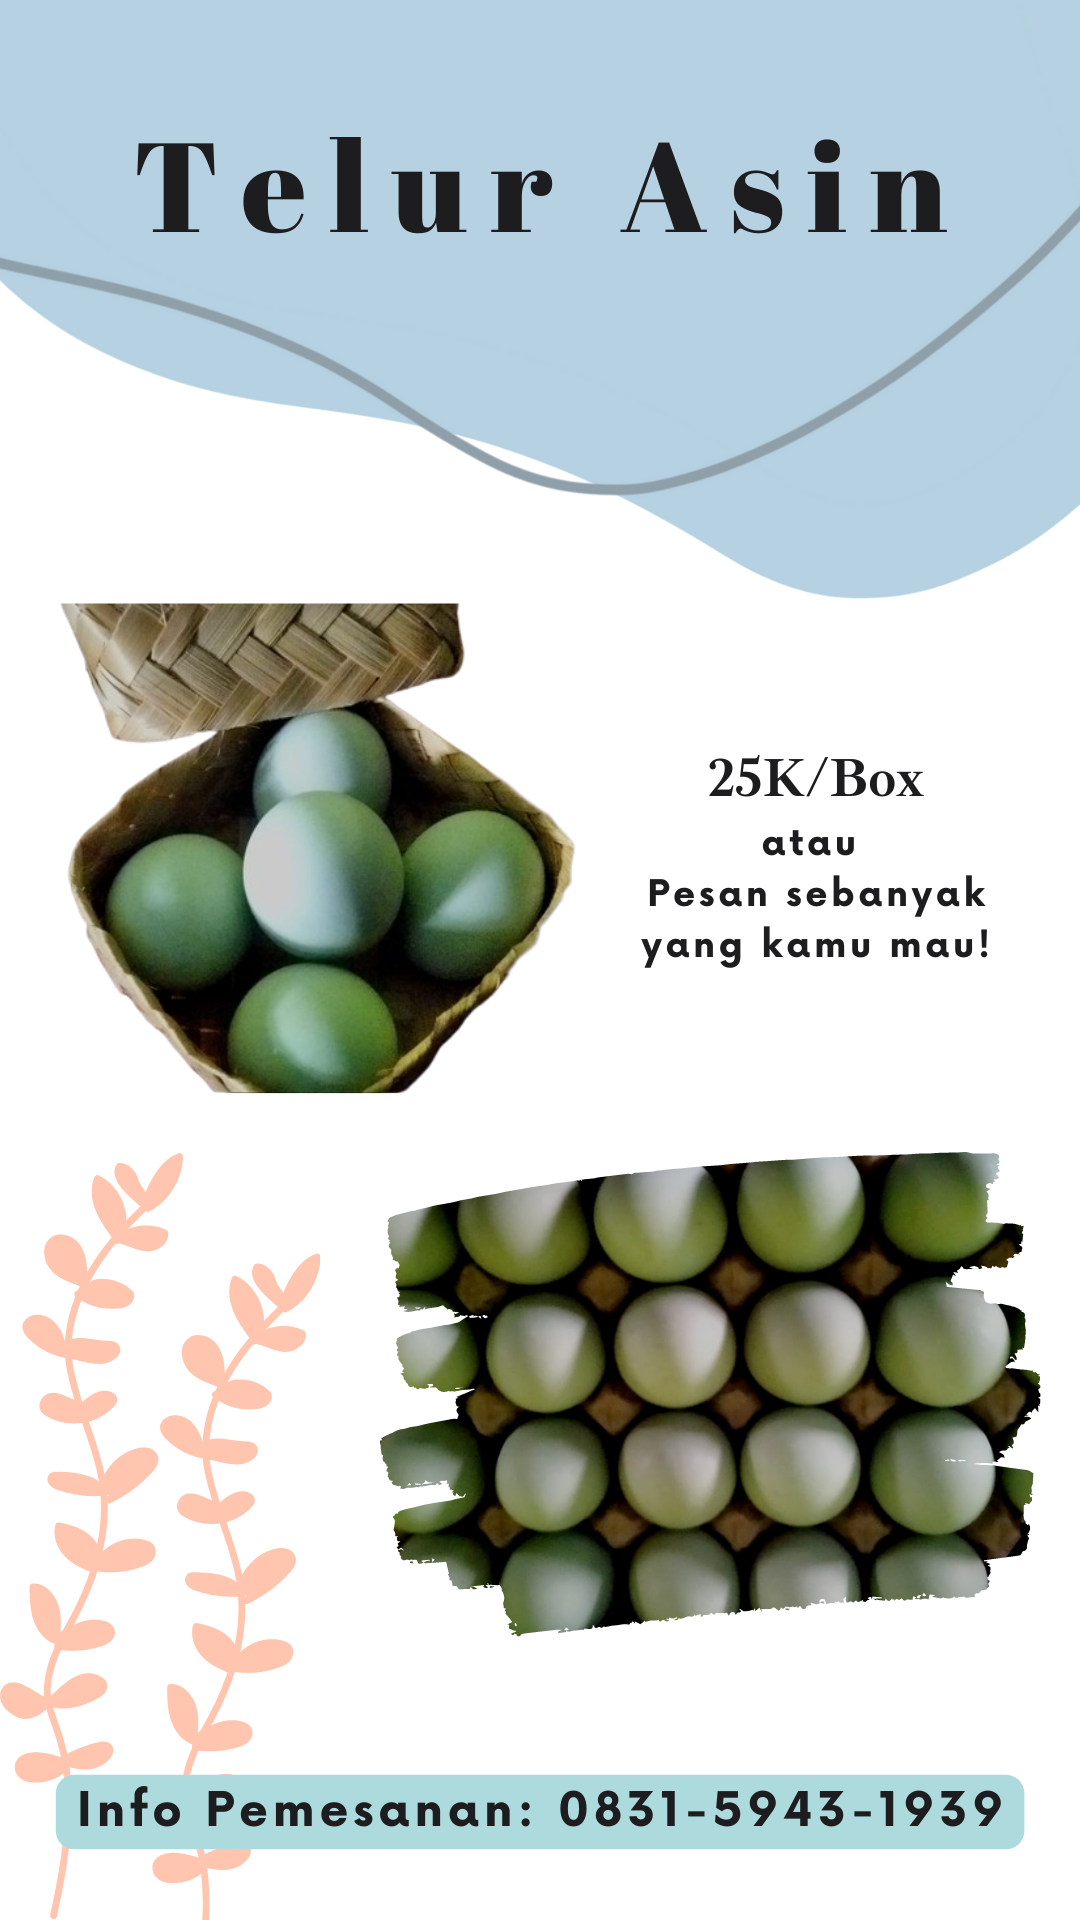 Telur Asin
25K/Box
atau
Pesan sebanyak
yang kamu mau!
Info Pemesanan: 0831-5943-1939